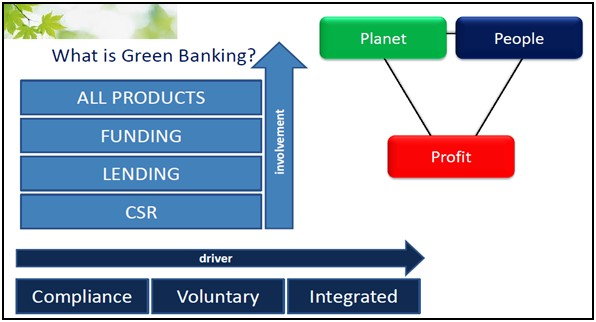 What is Green Banking?
ALL PRODUCTS
FUNDING
LENDING
CSR
involvement
Planet
People
Profit
driver
Compliance
Voluntary
Integrated